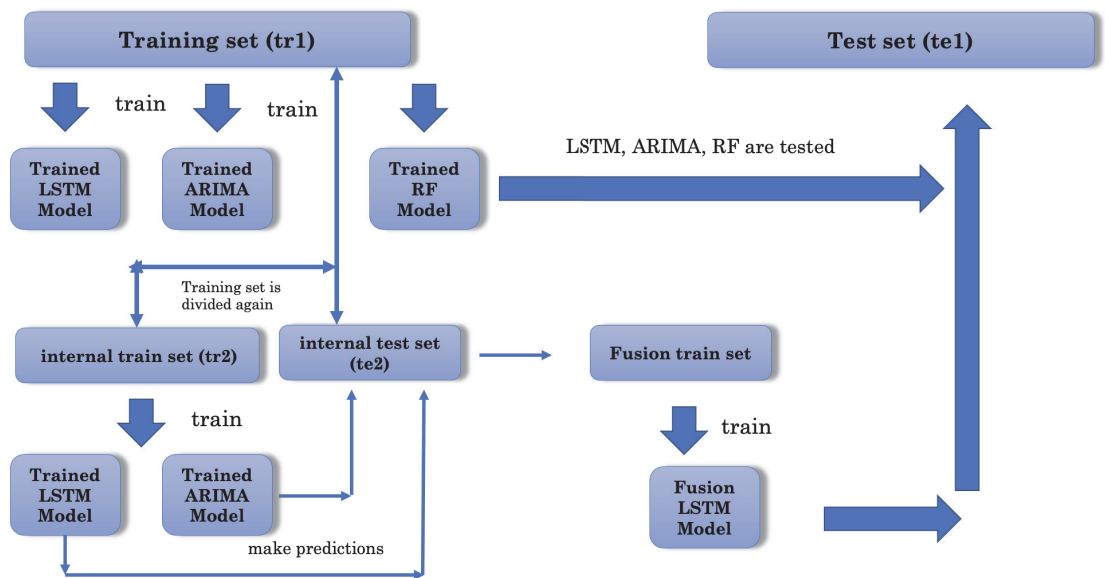 Training set (tr1)
Test set (te1)
train
train
Trained
LSTM
Model
Trained
ARIMA
Model
Trained
RF
Model
LSTM, ARIMA, RF are tested
Training set is
divided again
internal train set (tr2)
internal test set
(te2)
Fusion train set
train
train
Trained
LSTM
Model
Trained
ARIMA
Model
Fusion
LSTM
Model
make predictions